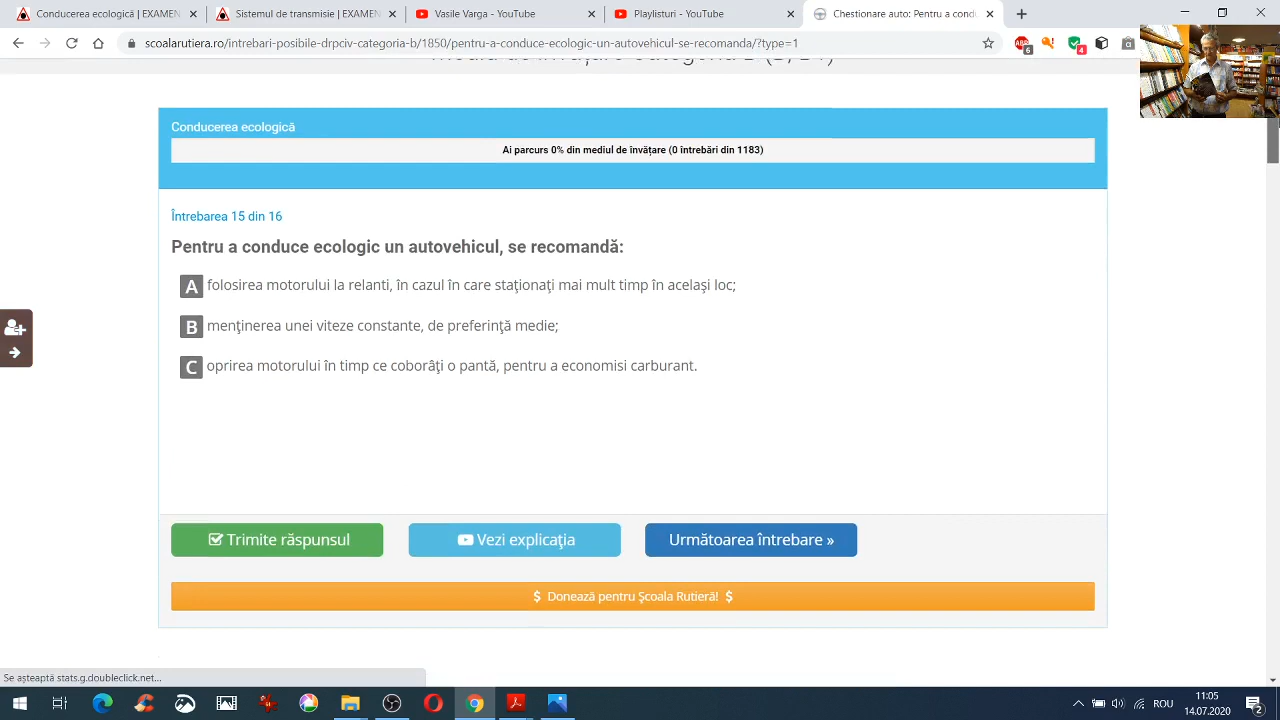 Conducerea ecologică | EXAMEN
Sistemul de transmisie | EXAMEN
Vasile Varga - YouTube
Playlisturi - YouTube
Chestionare auto: Pentru a cond
scoalarutiera.ro/intrebari-posibile/categoria-b/1830/pentru-a-conduce-ecologic-un-autovehicul-se-recomanda/?type=1
Conducerea ecologică
Ai parcurs 0% din mediul de învățare (0 întrebări din 1183)
Întrebarea 15 din 16
Pentru a conduce ecologic un autovehicul, se recomandă:
A folosirea motorului la relanti, în cazul în care staţionaţi mai mult timp în acelaşi loc;
B menţinerea unei viteze constante, de preferinţă medie;
C oprirea motorului în timp ce coborâţi o pantă, pentru a economisi carburant.
Trimite răspunsul
Vezi explicaţia
Următoarea întrebare »
$ Donează pentru Şcoala Rutieră! $
Se așteaptă stats.g.doubleclick.net...
ROU
11:05
14.07.2020
2